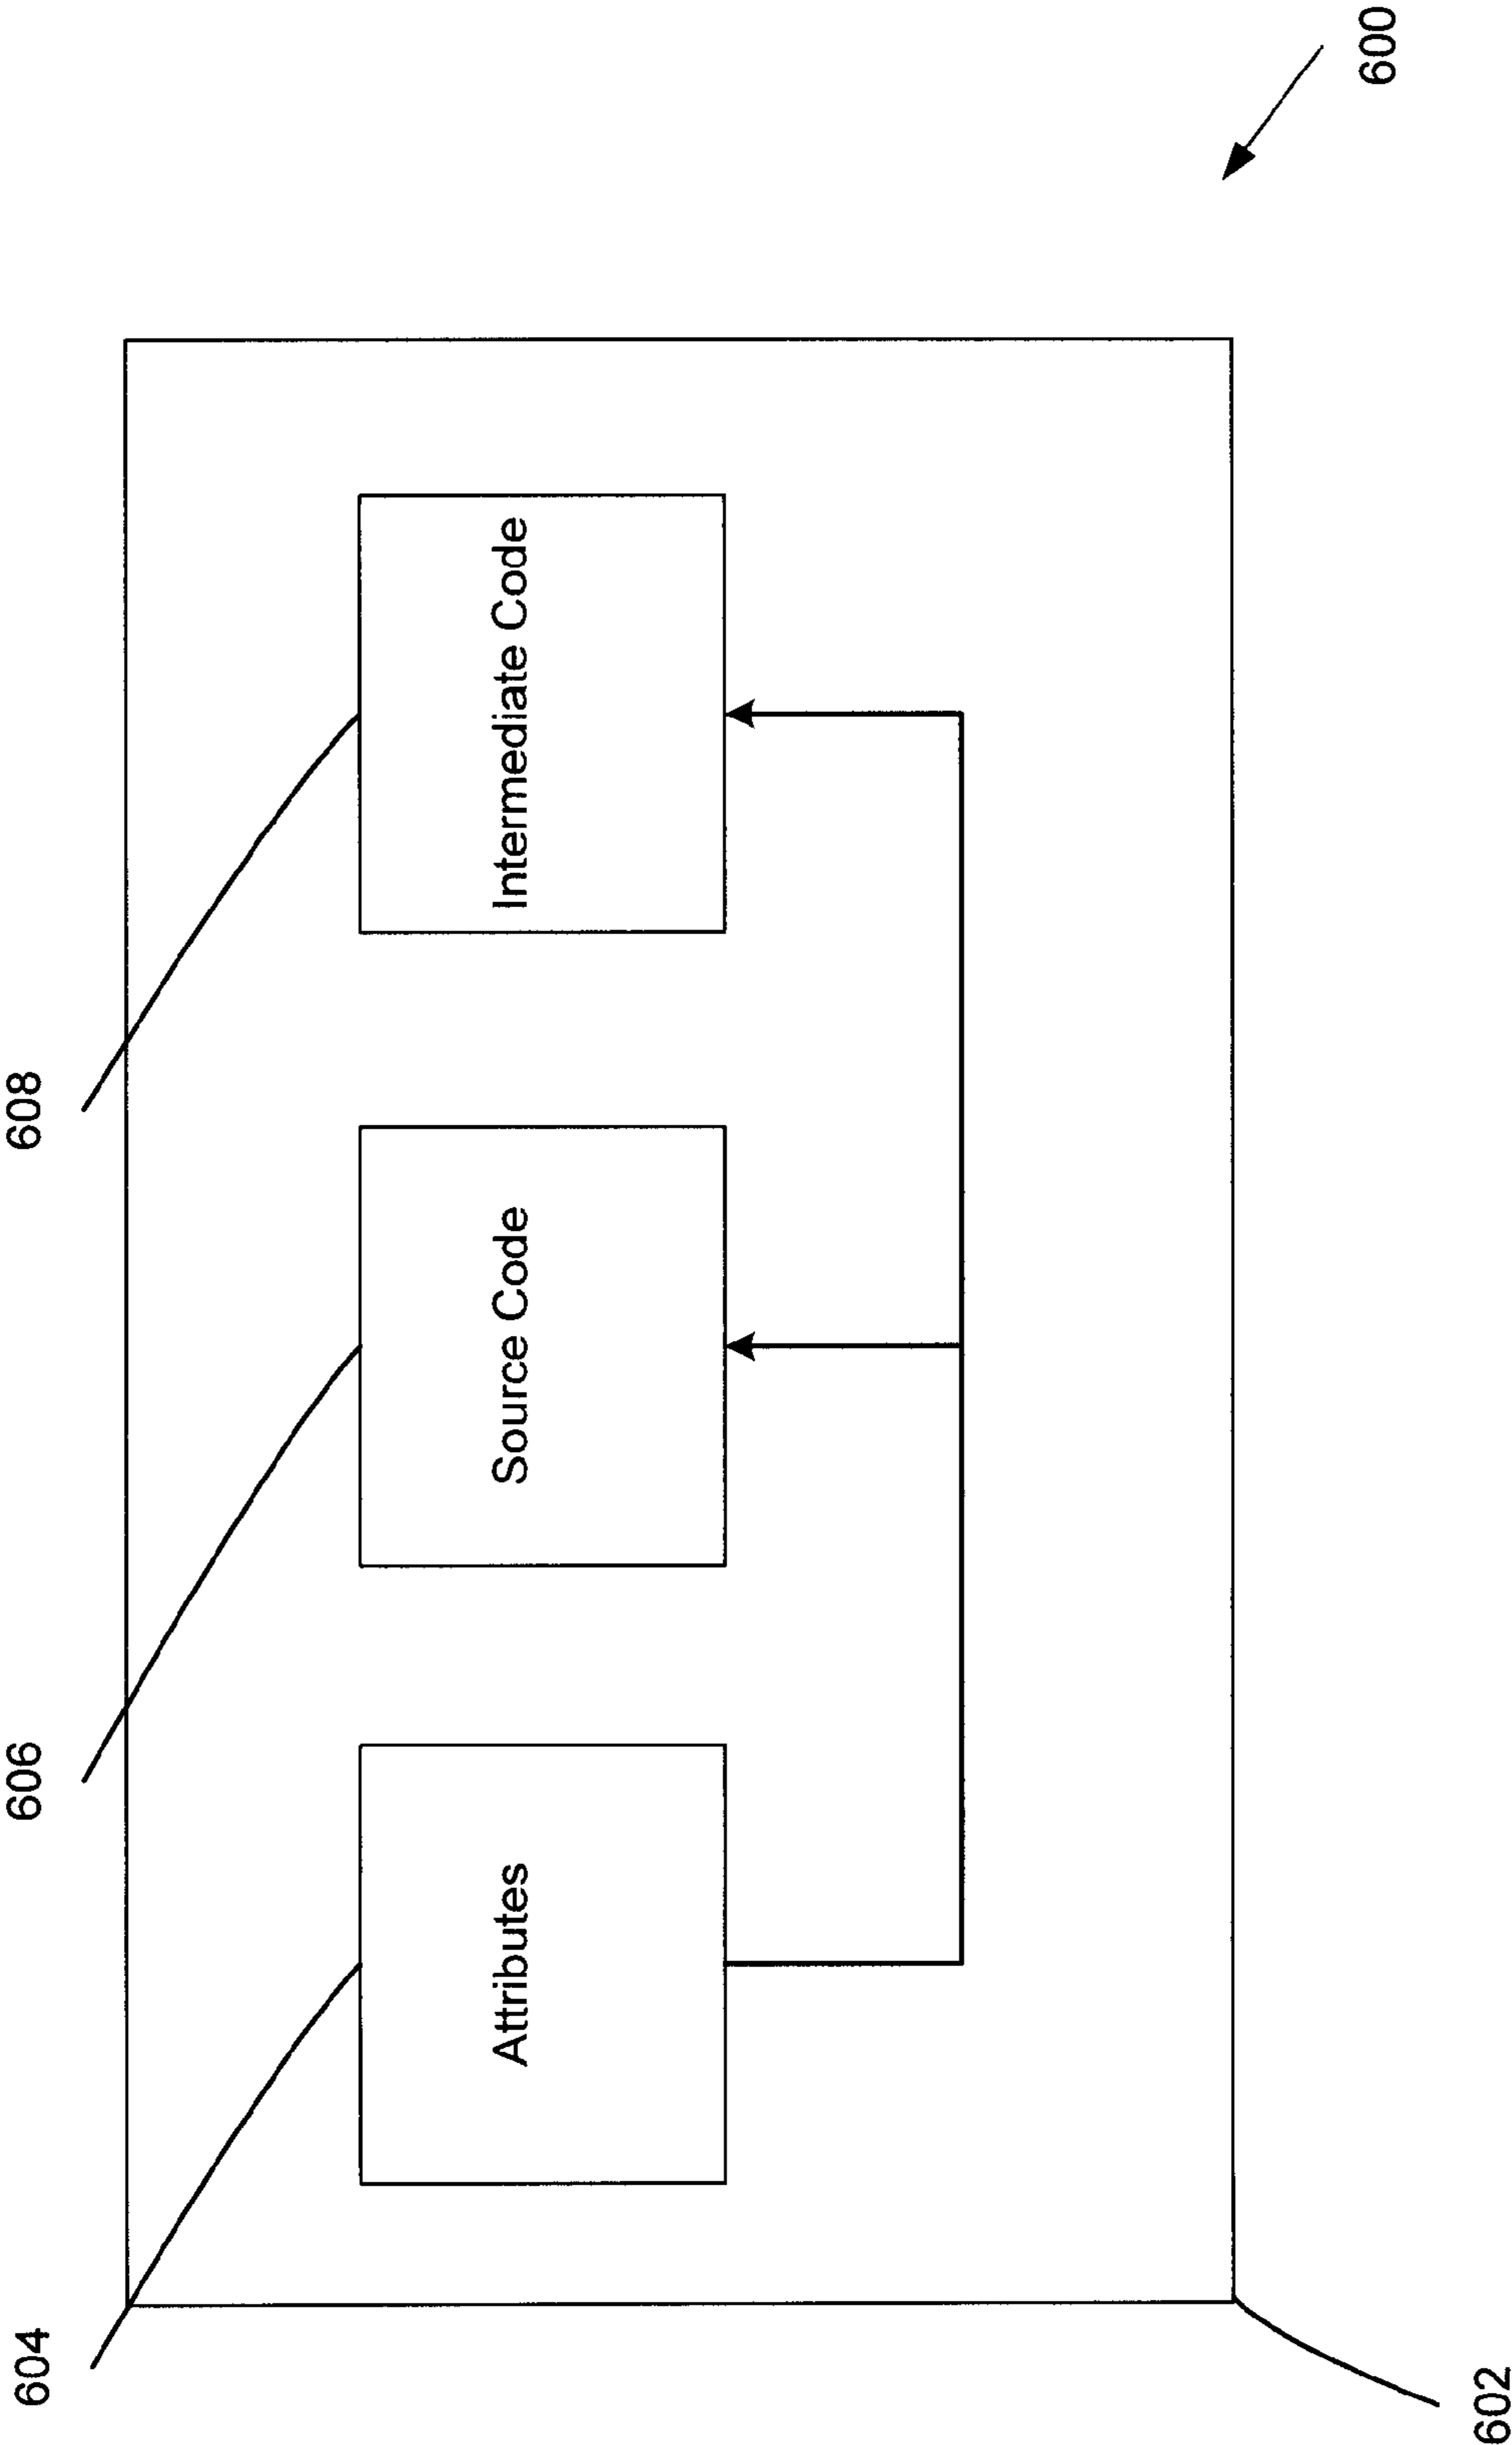 604
606
608
Attributes
Source Code
Intermediate Code
602
600